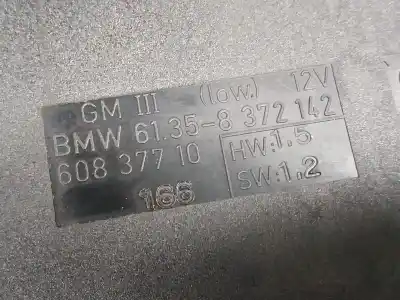 GM III (low) 12V
BMW 61.35-8 372 142
608 377 10 HW:1.5
166 SW:1.2